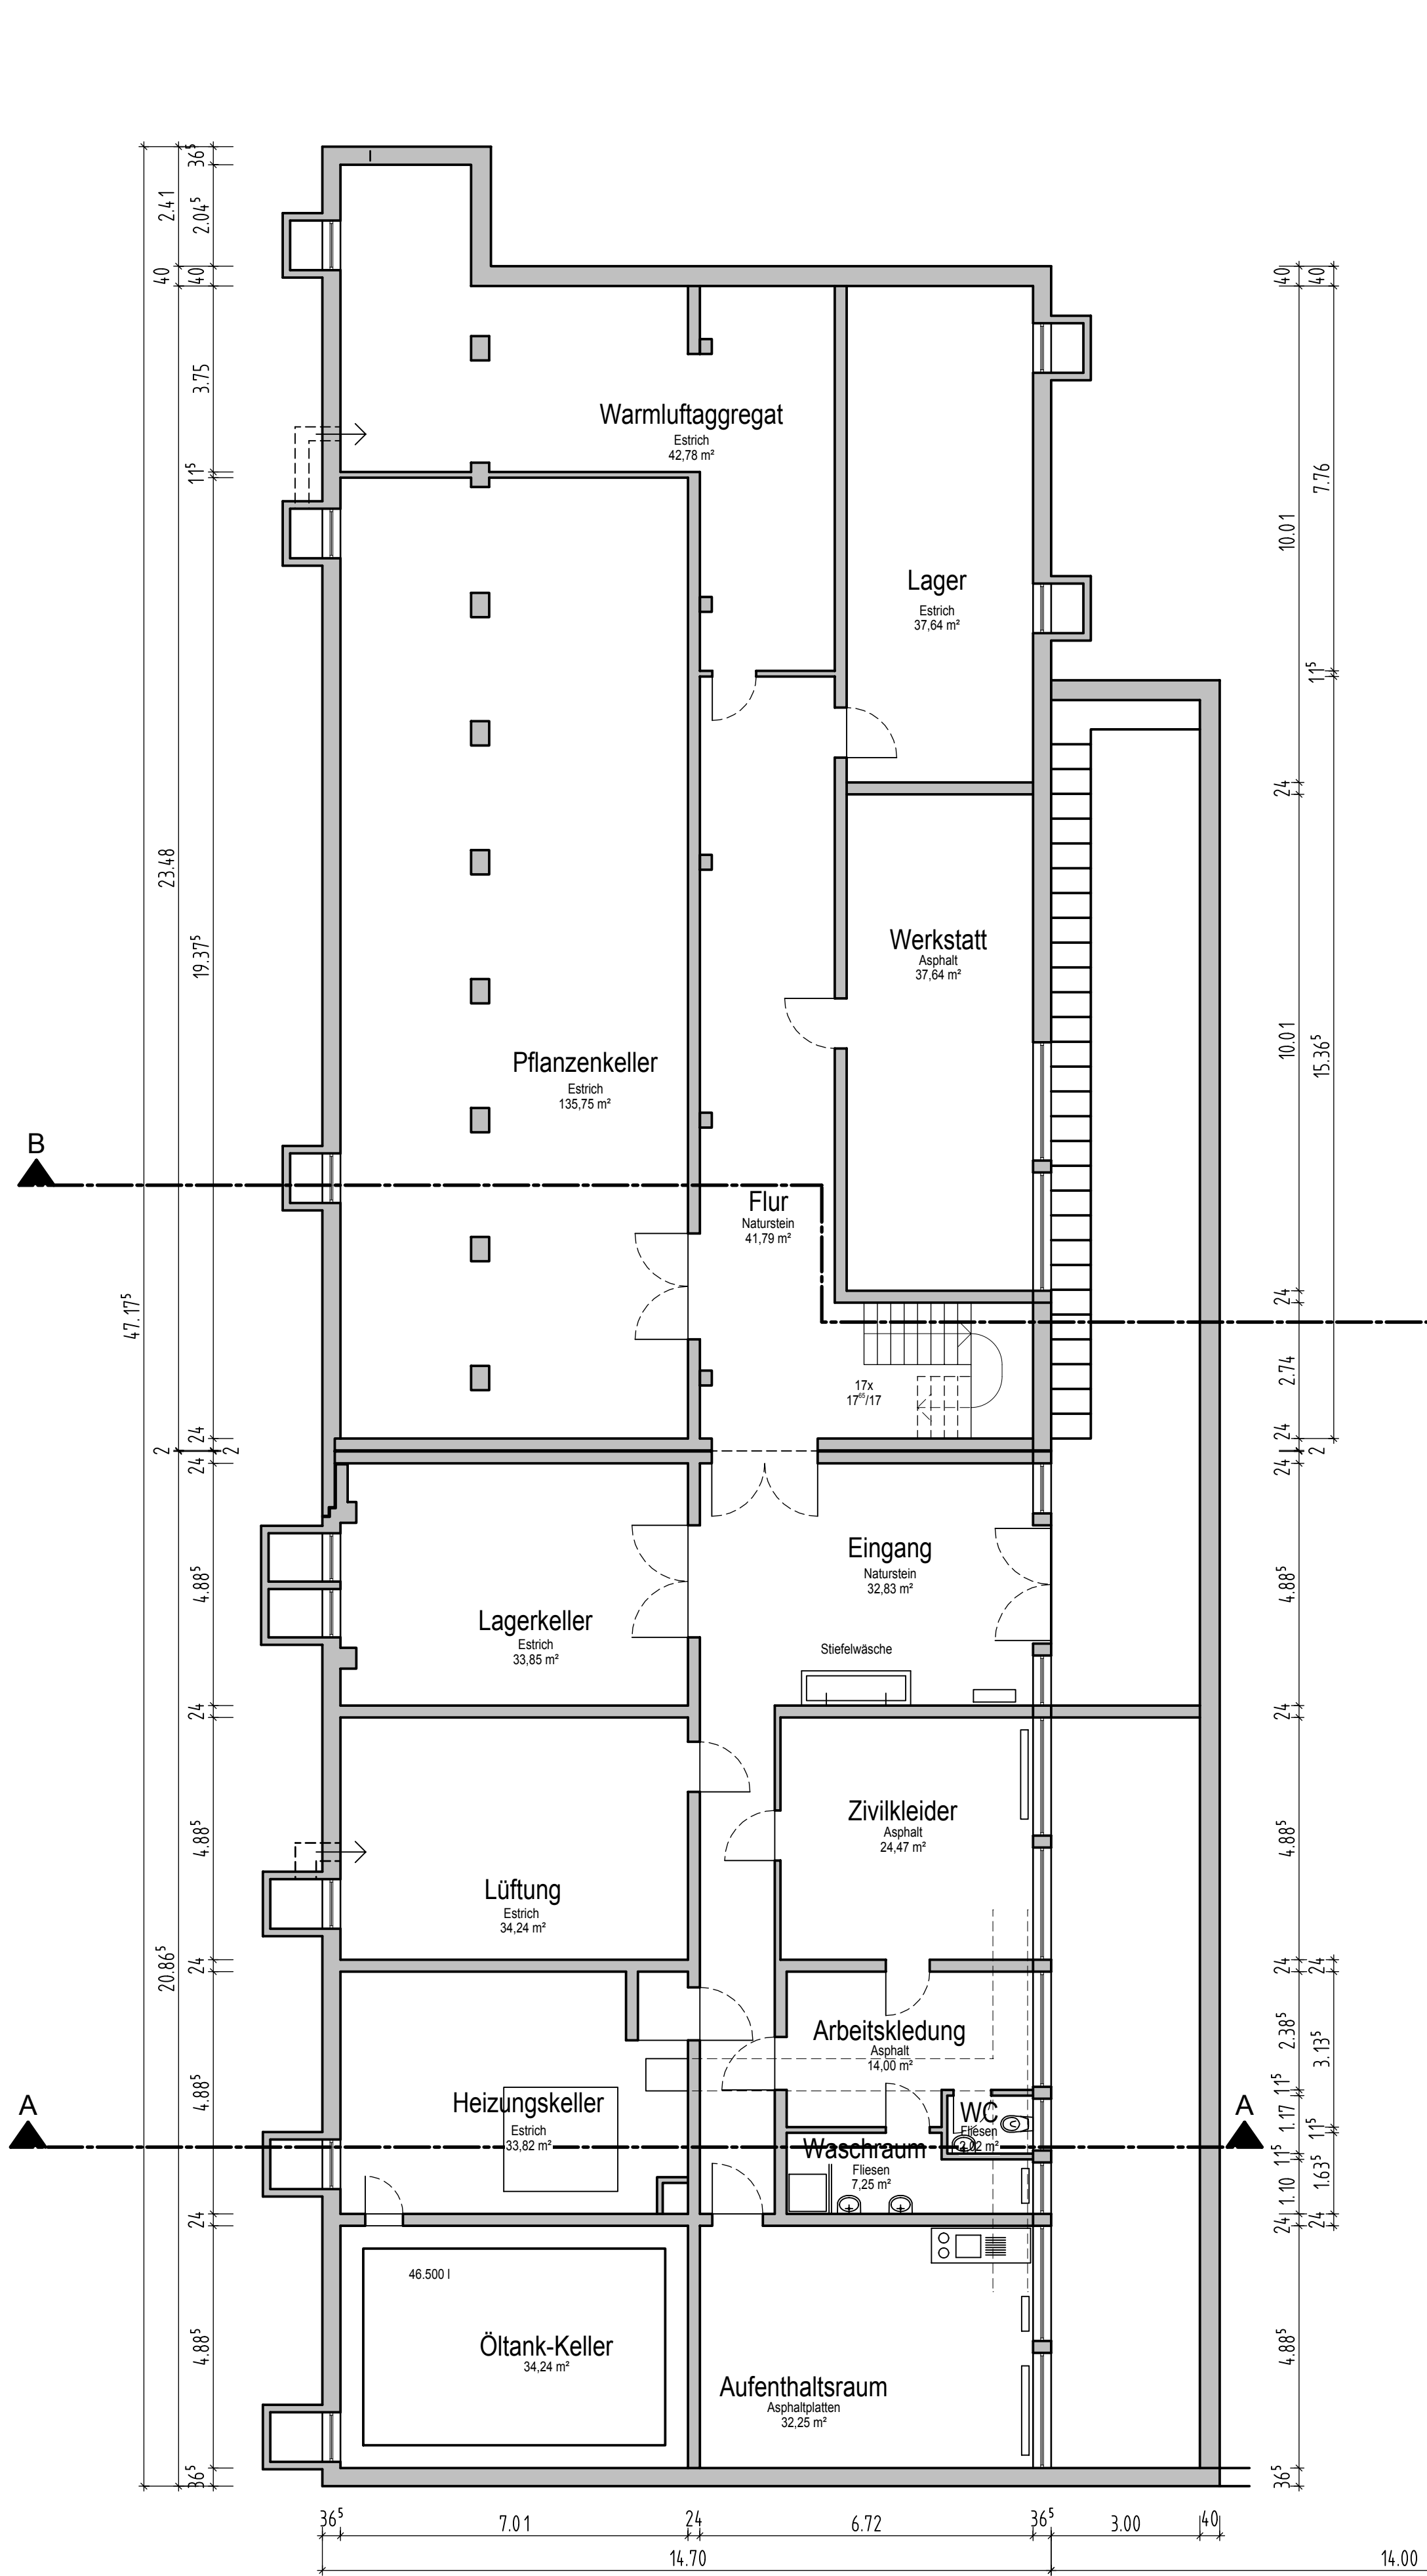 36⁵
2.41
2.04⁵
40
40
40
40
3.75
Warmluftaggregat
Estrich
42,78 m²
11⁵
7.76
10.01
Lager
Estrich
37,64 m²
11⁵
24
23.48
19.37⁵
Werkstatt
Asphalt
37,64 m²
10.01
15.36⁵
Pflanzenkeller
Estrich
135,75 m²
B
Flur
Naturstein
41,79 m²
47.17⁵
24
2.74
17x
17⁶⁵/17
24
2
2
24
24
2
24
Eingang
Naturstein
32,83 m²
4.88⁵
4.88⁵
Lagerkeller
Estrich
33,85 m²
Stiefelwäsche
24
24
Zivilkleider
Asphalt
24,47 m²
4.88⁵
4.88⁵
Lüftung
Estrich
34,24 m²
20.86⁵
24
24
24
Arbeitskledung
Asphalt
14,00 m²
2.38⁵
3.13⁵
4.88⁵
Heizungskeller
Estrich
33,82 m²
11⁵
WC
Fliesen
2,02 m²
1.17
11⁵
A
A
Waschraum
Fliesen
7,25 m²
11⁵
1.63⁵
1.10
24
24
24
46.500 l
Öltank-Keller
34,24 m²
4.88⁵
4.88⁵
Aufenthaltsraum
Asphaltplatten
32,25 m²
36⁵
36⁵
36⁵
7.01
24
6.72
36⁵
3.00
40
14.70
14.00